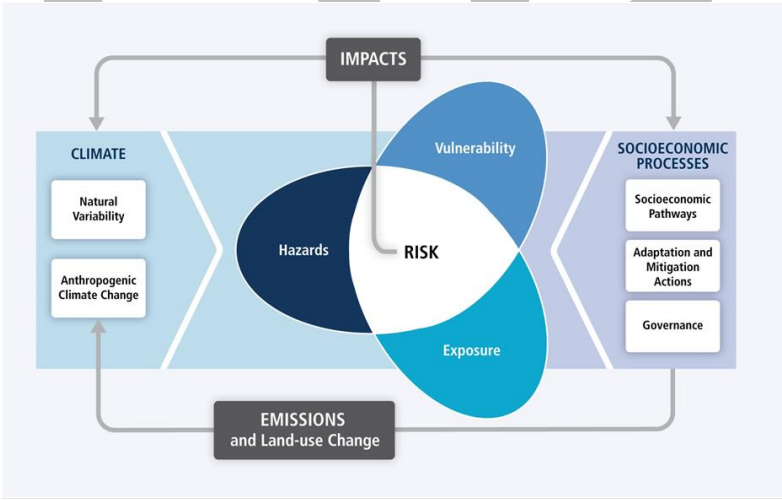 IMPACTS
CLIMATE
Natural
Variability
Anthropogenic
Climate Change
Vulnerability
Hazards
RISK
Exposure
SOCIOECONOMIC
PROCESSES
Socioeconomic
Pathways
Adaptation and
Mitigation
Actions
Governance
EMISSIONS
and Land-use Change